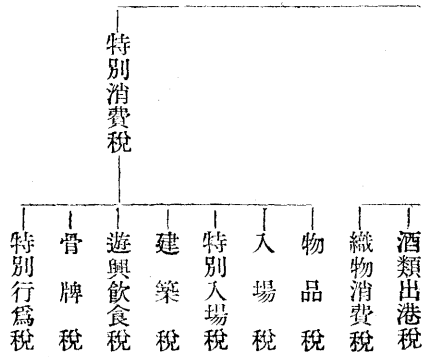 特別消費稅
酒類出港稅
織物消費稅
物品稅
入場稅
特別入場稅
建築稅
遊興飮食稅
骨牌稅
特別行爲稅